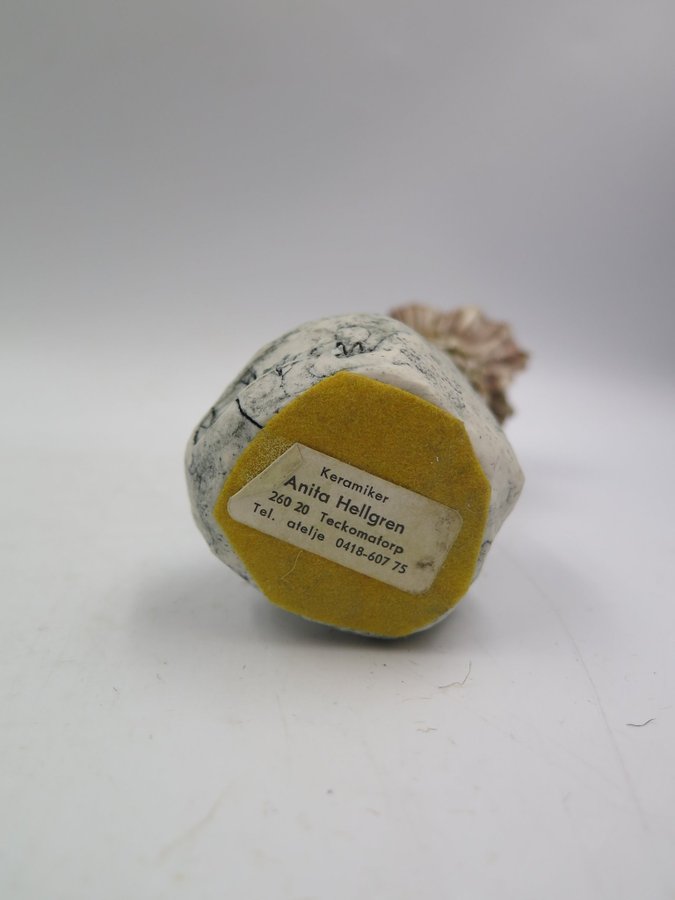 Keramiker
Anita Hellgren
260 20 Teckomatorp
Tel. atelje 0418-607 75